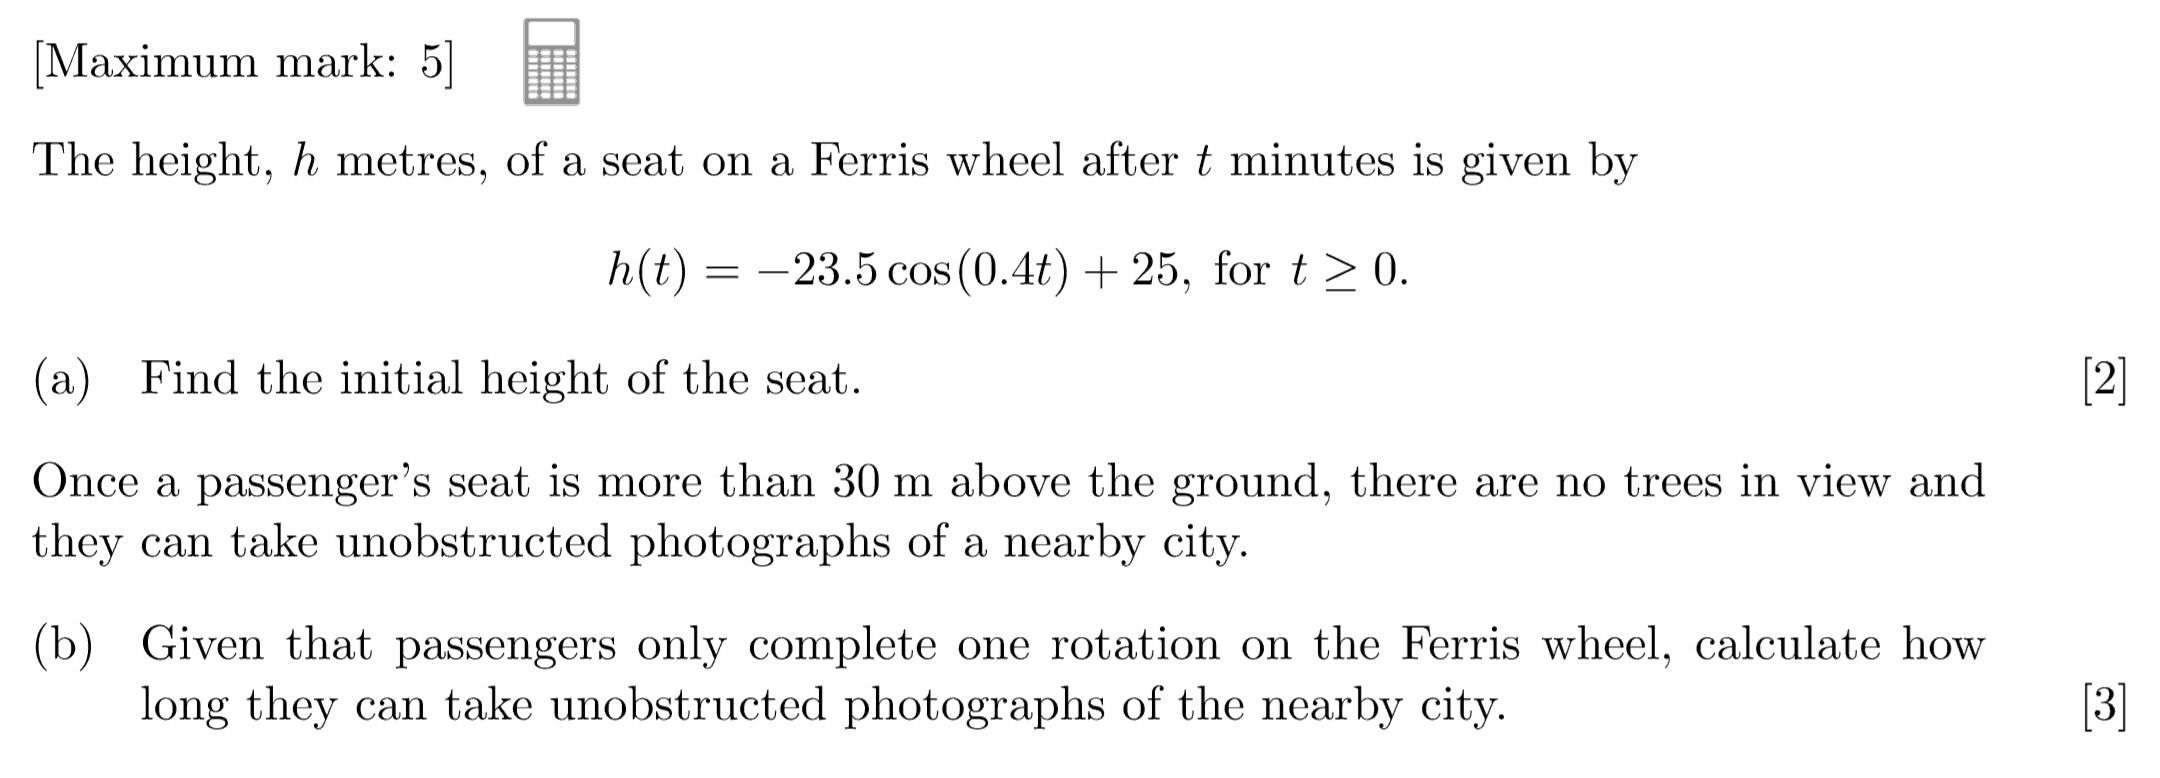 [Maximum mark: 5]
The height, h metres, of a seat on a Ferris wheel after t minutes is given by
h(t) = −23.5 cos(0.4t) + 25, for t ≥ 0.
(a) Find the initial height of the seat. [2]
Once a passenger's seat is more than 30 m above the ground, there are no trees in view and
they can take unobstructed photographs of a nearby city.
(b) Given that passengers only complete one rotation on the Ferris wheel, calculate how
long they can take unobstructed photographs of the nearby city. [3]